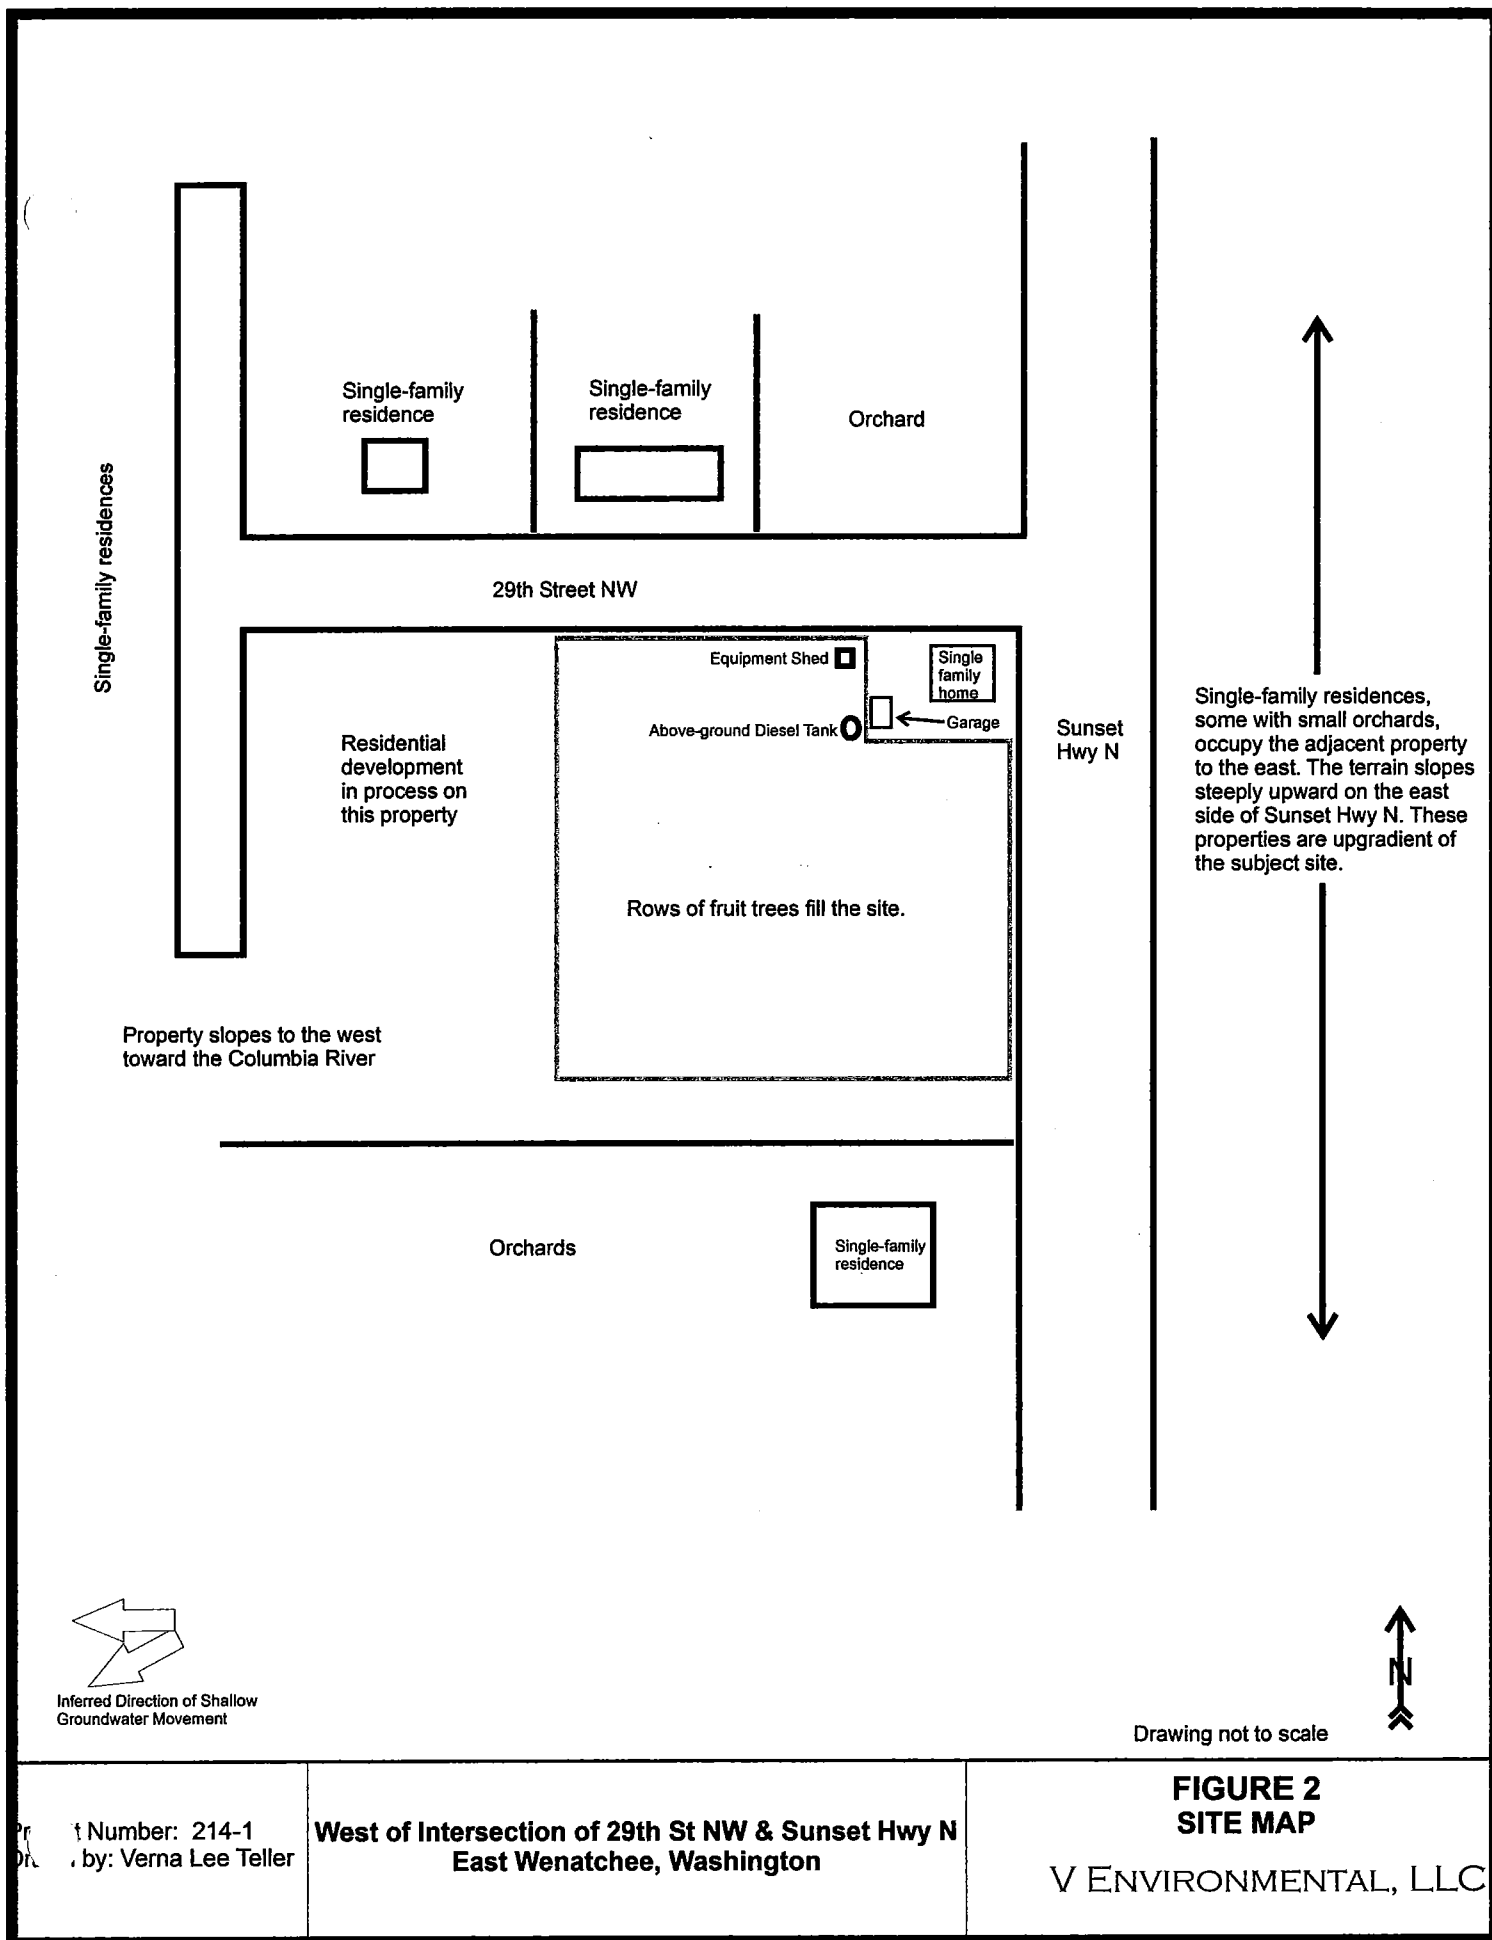 Single-family
residence
Single-family
residence
Orchard
Single-family residences
29th Street NW
Equipment Shed
Single
family
home
Above-ground Diesel Tank
Garage
Sunset
Hwy N
Residential
development
in process on
this property
Single-family residences,
some with small orchards,
occupy the adjacent property
to the east. The terrain slopes
steeply upward on the east
side of Sunset Hwy N. These
properties are upgradient of
the subject site.
Rows of fruit trees fill the site.
Property slopes to the west
toward the Columbia River
Orchards
Single-family
residence
Inferred Direction of Shallow
Groundwater Movement
N
Drawing not to scale
Number: 214-1
by: Verna Lee Teller
West of Intersection of 29th St NW & Sunset Hwy N
East Wenatchee, Washington
FIGURE 2
SITE MAP
V ENVIRONMENTAL, LLC